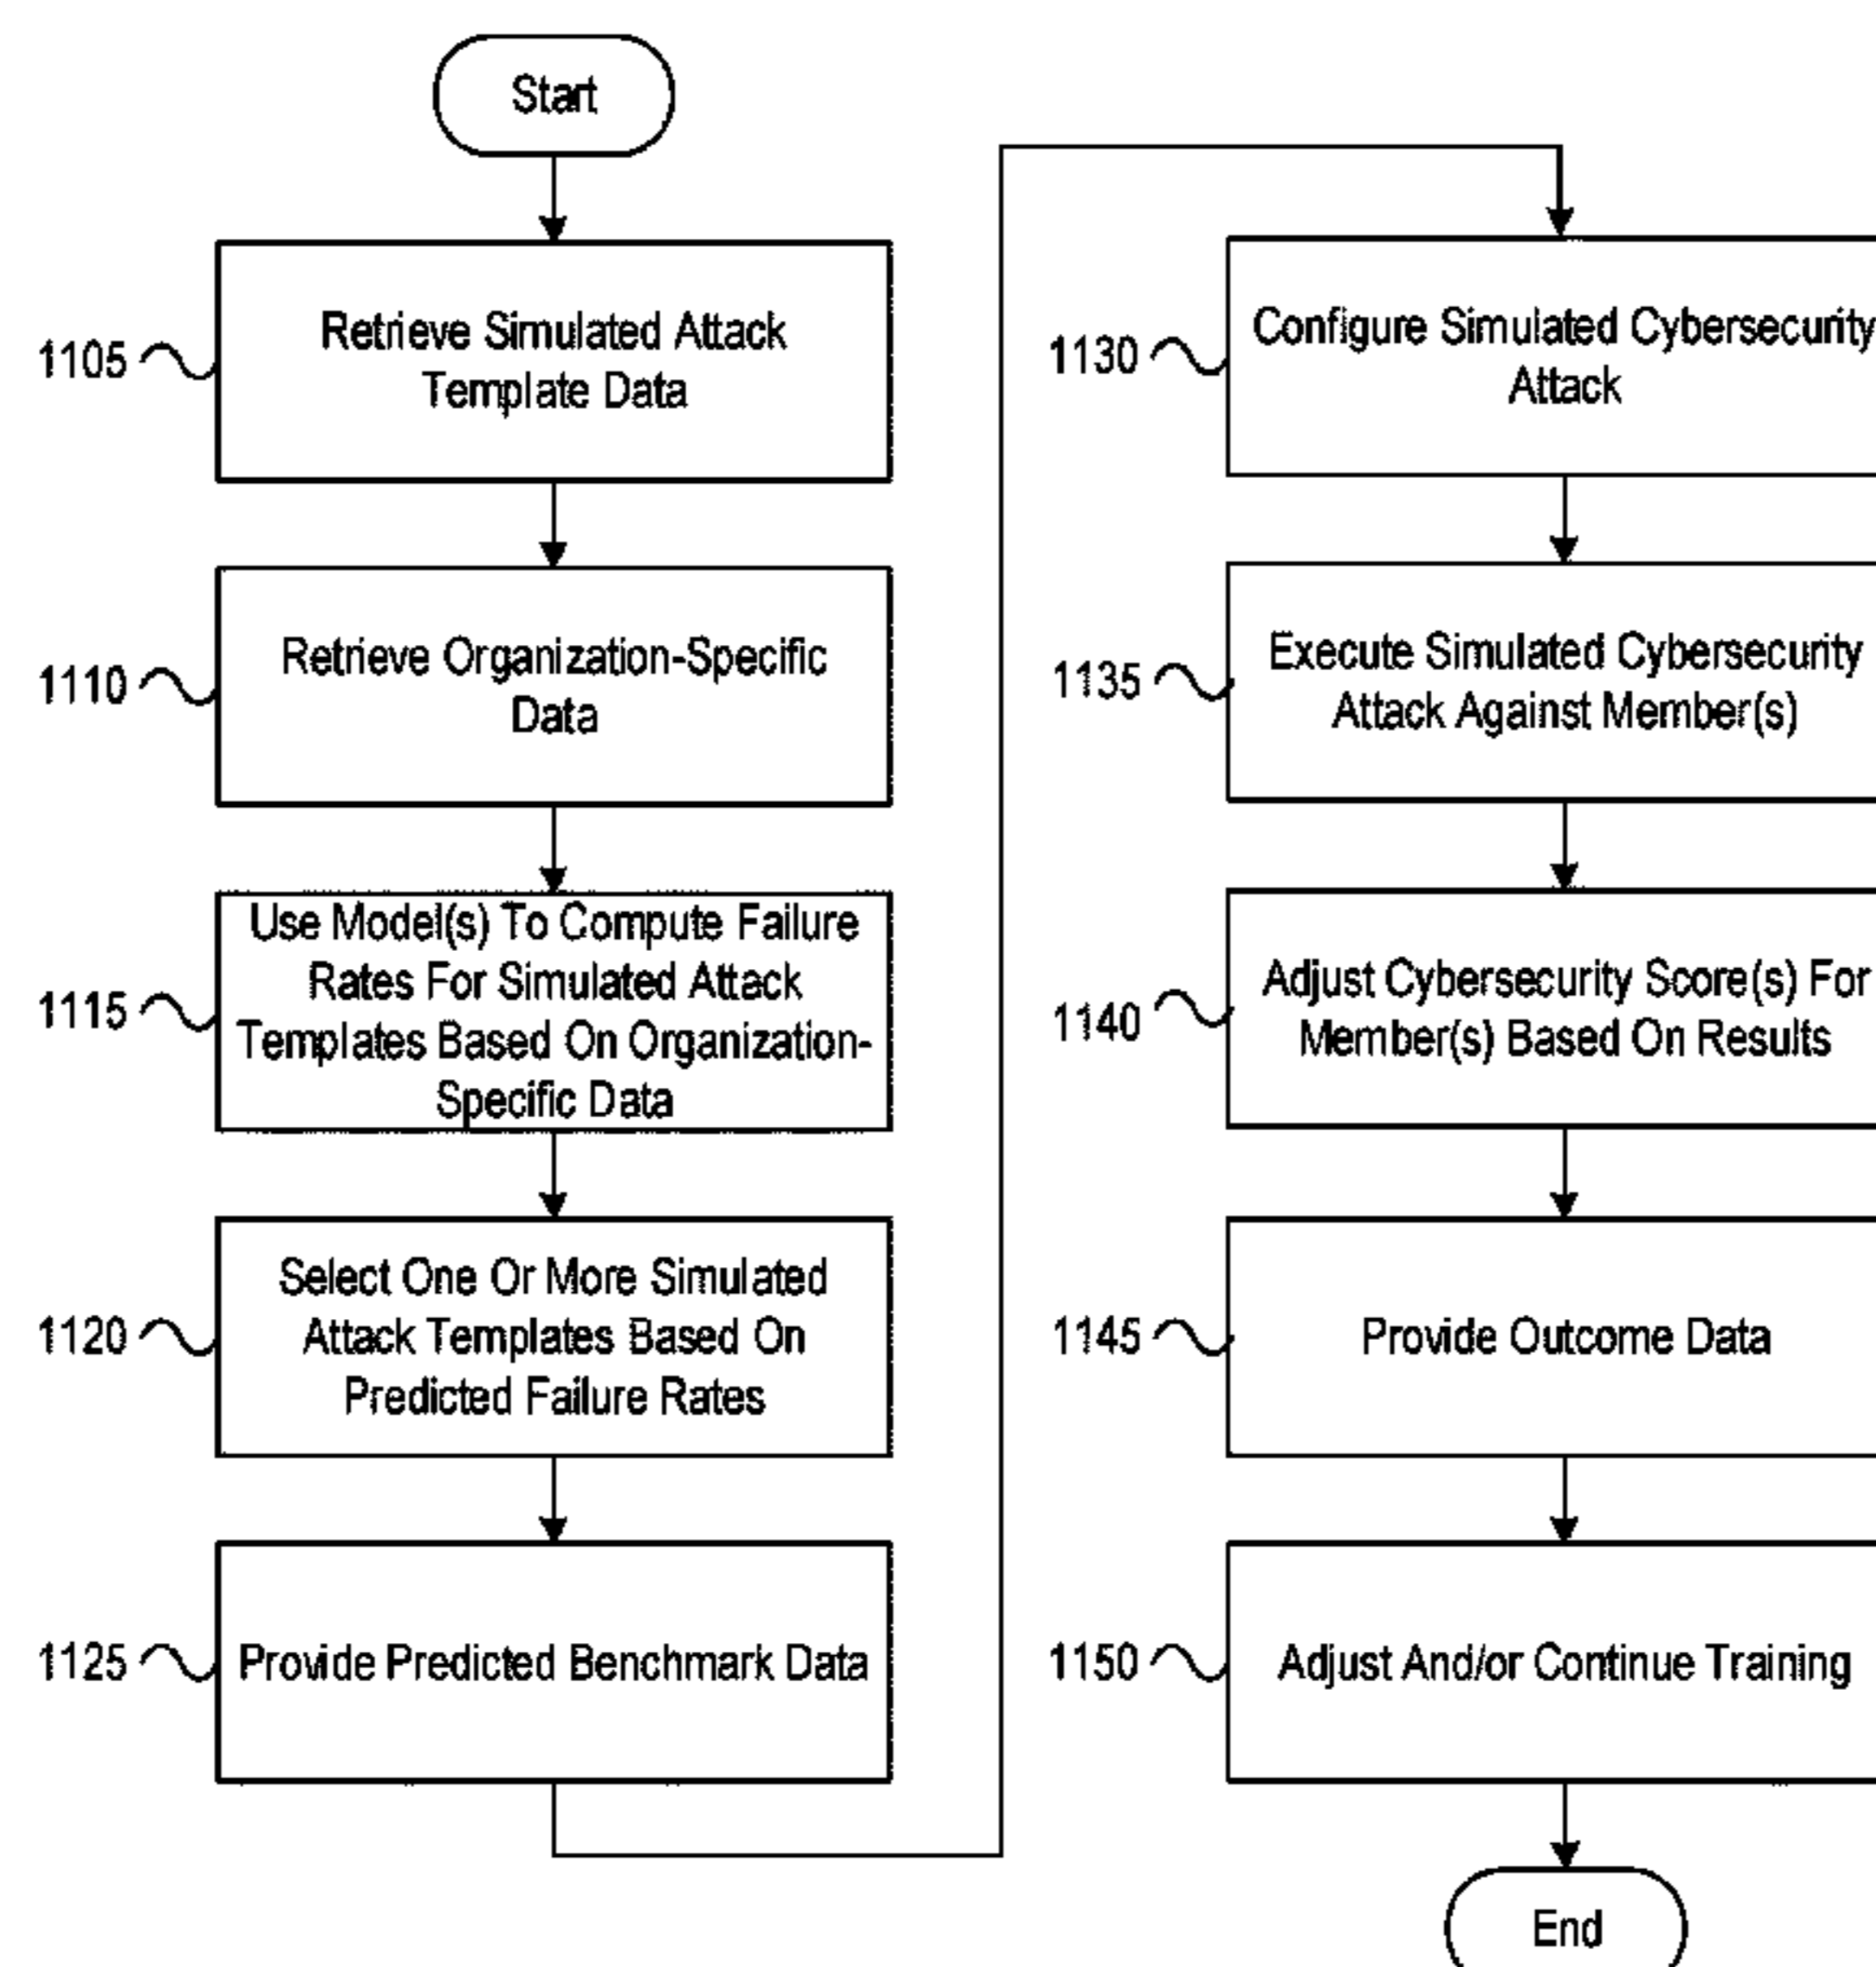 Start
1105
Retrieve Simulated Attack
Template Data
1110
Retrieve Organization-Specific
Data
1115
Use Model(s) To Compute Failure
Rates For Simulated Attack
Templates Based On Organization-
Specific Data
1120
Select One Or More Simulated
Attack Templates Based On
Predicted Failure Rates
1125
Provide Predicted Benchmark Data
1130
Configure Simulated Cybersecurity
Attack
1135
Execute Simulated Cybersecurity
Attack Against Member(s)
1140
Adjust Cybersecurity Score(s) For
Member(s) Based On Results
1145
Provide Outcome Data
1150
Adjust And/or Continue Training
End